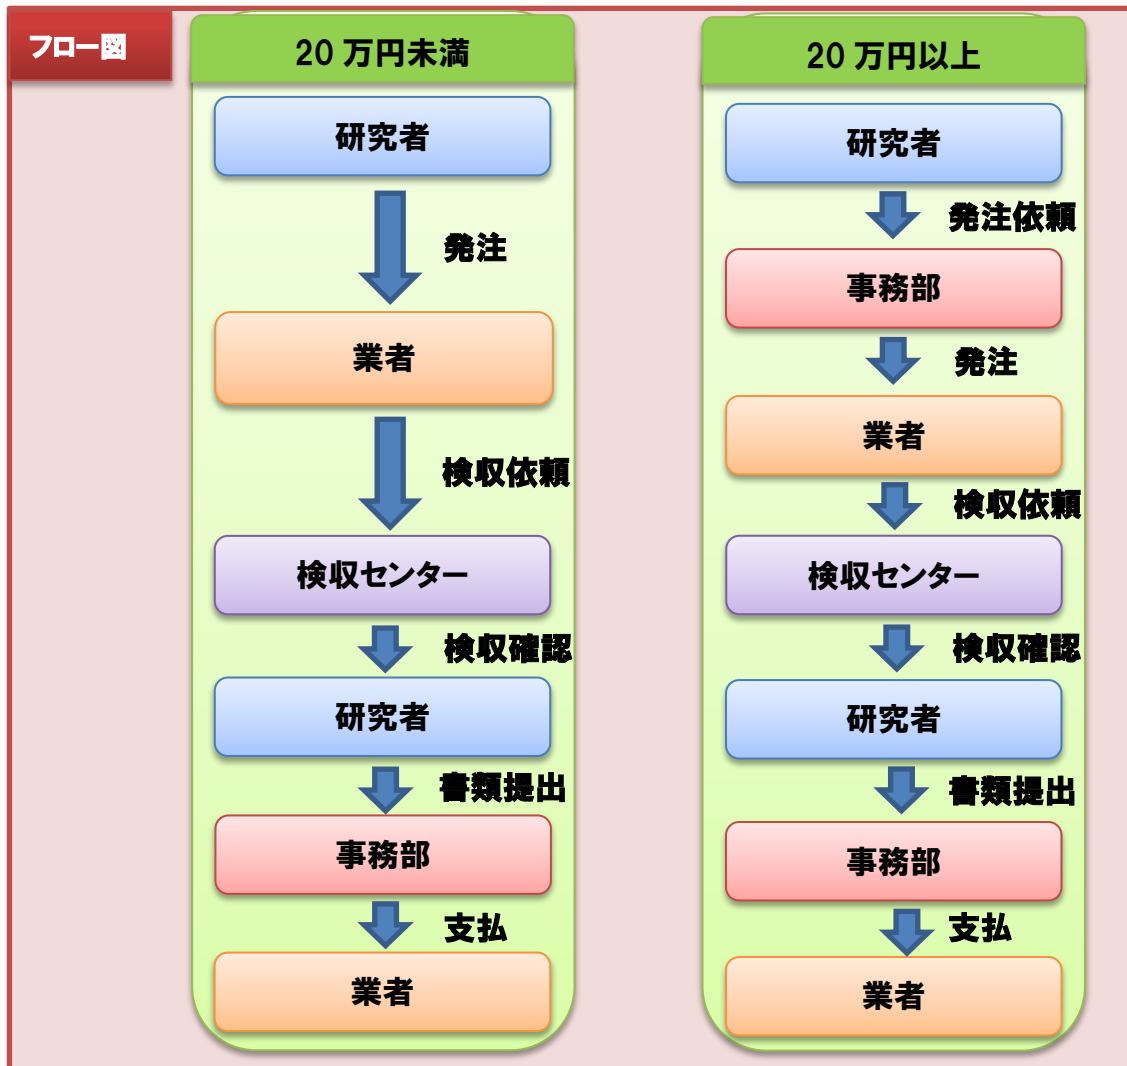 フロー図
20万円未満
研究者
発注
業者
検収依頼
検収センター
検収確認
研究者
書類提出
事務部
支払
業者
20万円以上
研究者
発注依頼
事務部
発注
業者
検収依頼
検収センター
検収確認
研究者
書類提出
事務部
支払
業者